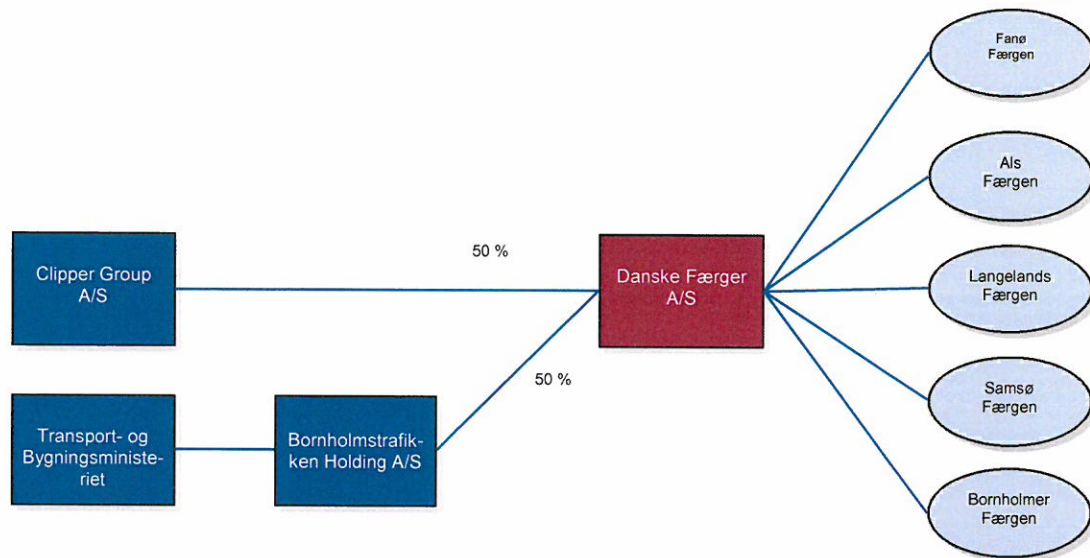 Fanø
Færgen
Als
Færgen
Clipper Group
A/S
50 %
Danske Færger
A/S
Langelands
Færgen
50 %
Transport- og
Bygningsministe-
riet
Bornholmstrafik-
ken Holding A/S
Samsø
Færgen
Bornholmer
Færgen